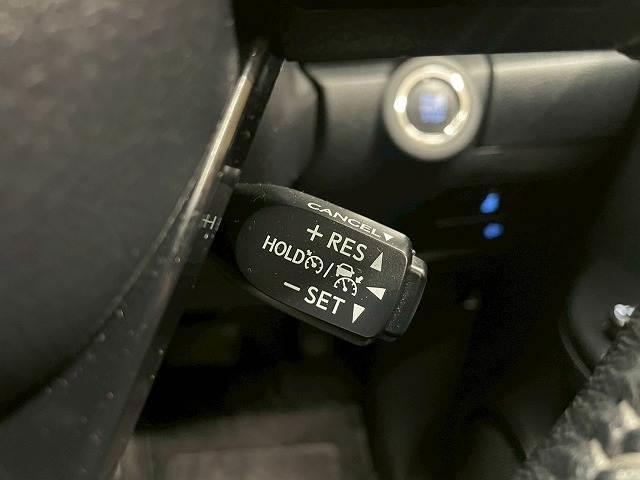 CANCEL▼
+ RES ▲
HOLD / ◀
− SET ▼